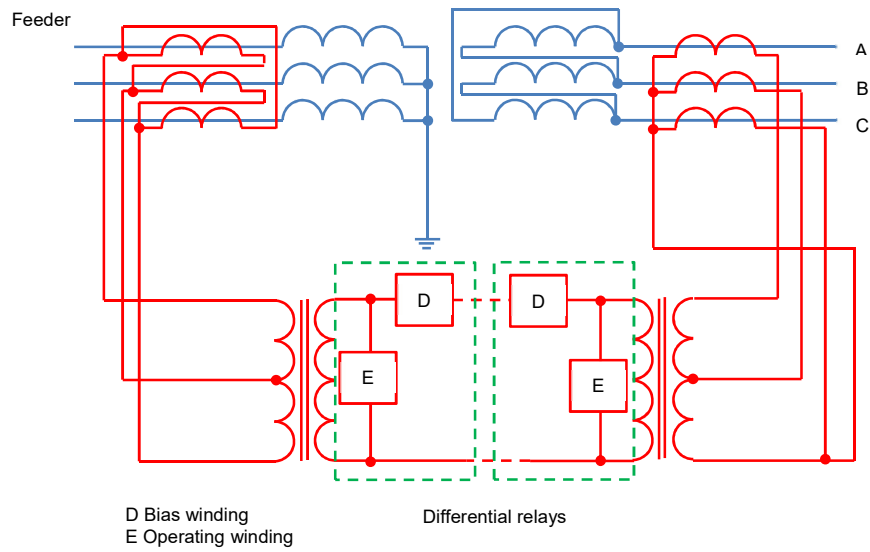 Feeder
A
B
C
D
D
E
E
D Bias winding
E Operating winding
Differential relays